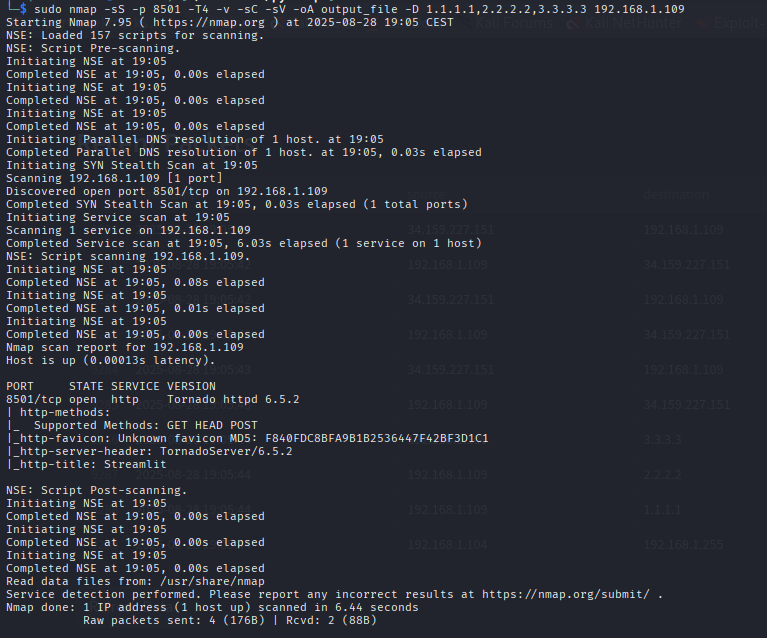 └─$ sudo nmap -sS -p 8501 -T4 -v -sC -sV -oA output_file -D 1.1.1.1,2.2.2.2,3.3.3.3 192.168.1.109
Starting Nmap 7.95 ( https://nmap.org ) at 2025-08-28 19:05 CEST
NSE: Loaded 157 scripts for scanning.
NSE: Script Pre-scanning.
Initiating NSE at 19:05
Completed NSE at 19:05, 0.00s elapsed
Initiating NSE at 19:05
Completed NSE at 19:05, 0.00s elapsed
Initiating NSE at 19:05
Completed NSE at 19:05, 0.00s elapsed
Initiating Parallel DNS resolution of 1 host. at 19:05
Completed Parallel DNS resolution of 1 host. at 19:05, 0.03s elapsed
Initiating SYN Stealth Scan at 19:05
Scanning 192.168.1.109 [1 port]
Discovered open port 8501/tcp on 192.168.1.109
Completed SYN Stealth Scan at 19:05, 0.03s elapsed (1 total ports)
Initiating Service scan at 19:05
Scanning 1 service on 192.168.1.109
Completed Service scan at 19:05, 6.03s elapsed (1 service on 1 host)
NSE: Script scanning 192.168.1.109.
Initiating NSE at 19:05
Completed NSE at 19:05, 0.08s elapsed
Initiating NSE at 19:05
Completed NSE at 19:05, 0.01s elapsed
Initiating NSE at 19:05
Completed NSE at 19:05, 0.00s elapsed
Nmap scan report for 192.168.1.109
Host is up (0.00013s latency).
PORT     STATE SERVICE VERSION
8501/tcp open  http    Tornado httpd 6.5.2
| http-methods:
|_  Supported Methods: GET HEAD POST
|_http-favicon: Unknown favicon MD5: F840FDC8BFA9B1B2536447F42BF3D1C1
|_http-server-header: TornadoServer/6.5.2
|_http-title: Streamlit
NSE: Script Post-scanning.
Initiating NSE at 19:05
Completed NSE at 19:05, 0.00s elapsed
Initiating NSE at 19:05
Completed NSE at 19:05, 0.00s elapsed
Initiating NSE at 19:05
Completed NSE at 19:05, 0.00s elapsed
Read data files from: /usr/share/nmap
Service detection performed. Please report any incorrect results at https://nmap.org/submit/ .
Nmap done: 1 IP address (1 host up) scanned in 6.44 seconds
Raw packets sent: 4 (176B) | Rcvd: 2 (88B)